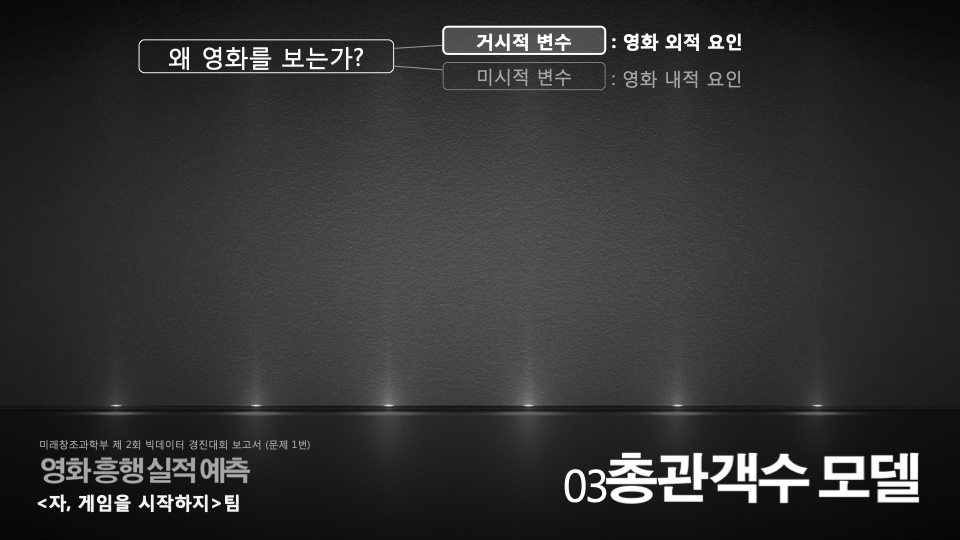 왜 영화를 보는가?
거시적 변수 : 영화 외적 요인
미시적 변수 : 영화 내적 요인
미래창조과학부 제 2회 빅데이터 경진대회 보고서 (문제 1번)
영화 흥행 실적 예측
<자, 게임을 시작하지>팀
03총관객수 모델